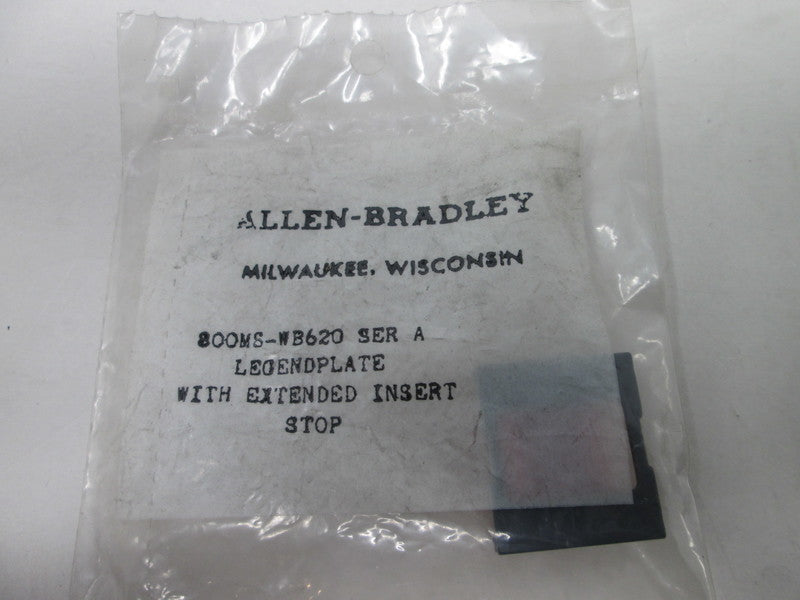 ALLEN-BRADLEY
MILWAUKEE, WISCONSIN
800MS-WB620 SER A
LEGENDPLATE
WITH EXTENDED INSERT
STOP